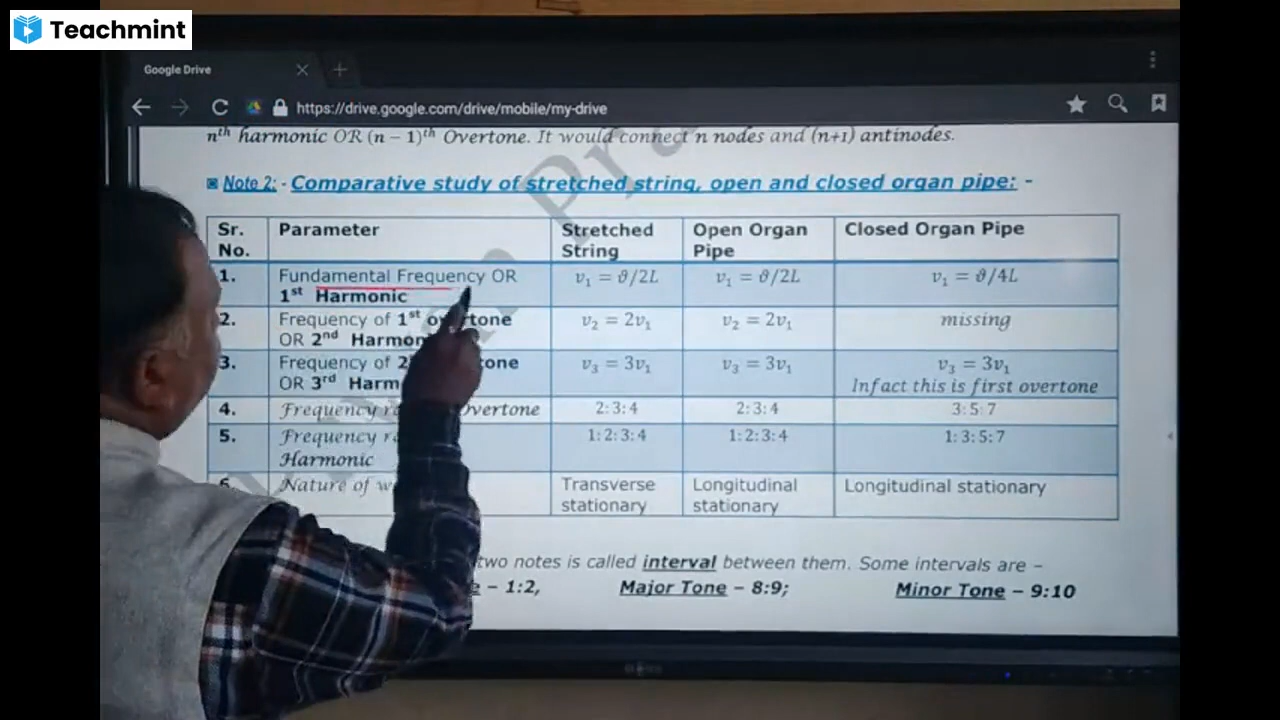 Teachmint
Google Drive
https://drive.google.com/drive/mobile/my-drive
nᵗʰ harmonic OR (n − 1)ᵗʰ Overtone. It would connect n nodes and (n+1) antinodes.
Note 2: - Comparative study of stretched string, open and closed organ pipe: -
Sr. No. Parameter Stretched String Open Organ Pipe Closed Organ Pipe
1. Fundamental Frequency OR 1ˢᵗ Harmonic ν₁ = ϑ/2L ν₁ = ϑ/2L ν₁ = ϑ/4L
2. Frequency of 1ˢᵗ overtone OR 2ⁿᵈ Harmon ν₂ = 2ν₁ ν₂ = 2ν₁ missing
3. Frequency of 2 tone OR 3ʳᵈ Harm ν₃ = 3ν₁ ν₃ = 3ν₁ ν₃ = 3ν₁ Infact this is first overtone
4. Frequency Overtone 2:3:4 2:3:4 3:5:7
5. Frequency Harmonic 1:2:3:4 1:2:3:4 1:3:5:7
6. Nature of Transverse stationary Longitudinal stationary Longitudinal stationary
two notes is called interval between them. Some intervals are –
– 1:2, Major Tone – 8:9; Minor Tone – 9:10